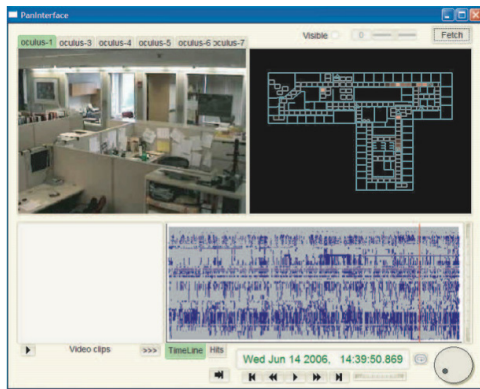 PanInterface
Visible 0 Fetch
oculus-1 oculus-3 oculus-4 oculus-5 oculus-6 oculus-7
Video clips >>> TimeLine Hits
Wed Jun 14 2006, 14:39:50.869